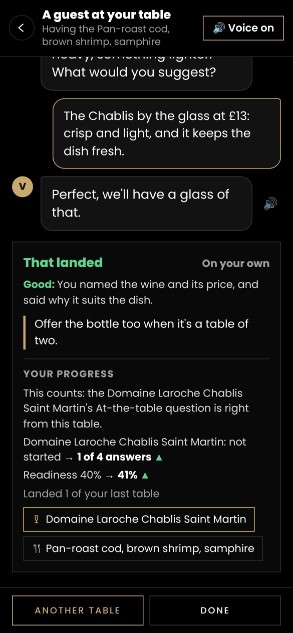 A guest at your table
Having the Pan-roast cod,
brown shrimp, samphire
Voice on
heavy, something lighter.
What would you suggest?
The Chablis by the glass at £13:
crisp and light, and it keeps the
dish fresh.
V
Perfect, we'll have a glass of
that.
That landed
On your own
Good: You named the wine and its price, and
said why it suits the dish.
Offer the bottle too when it's a table of
two.
YOUR PROGRESS
This counts: the Domaine Laroche Chablis
Saint Martin's At-the-table question is right
from this table.
Domaine Laroche Chablis Saint Martin: not
started → 1 of 4 answers ▲
Readiness 40% → 41% ▲
Landed 1 of your last table
Domaine Laroche Chablis Saint Martin
Pan-roast cod, brown shrimp, samphire
ANOTHER TABLE
DONE